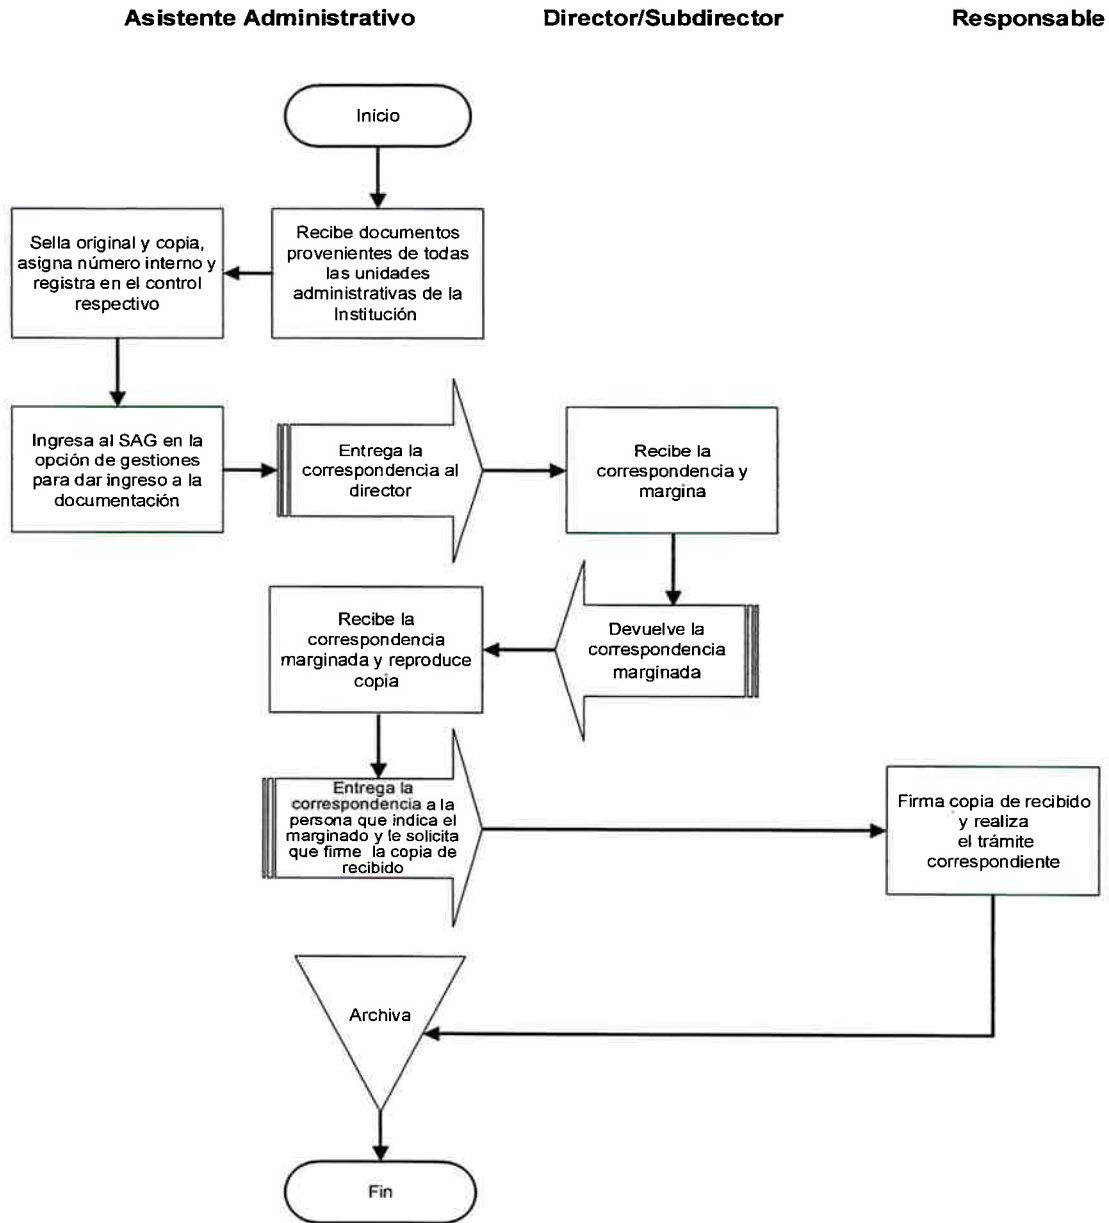 Asistente Administrativo
Director/Subdirector
Responsable
Inicio
Recibe documentos
provenientes de todas
las unidades
administrativas de la
Institución
Sella original y copia,
asigna número interno y
registra en el control
respectivo
Ingresa al SAG en la
opción de gestiones
para dar ingreso a la
documentación
Entrega la
correspondencia al
director
Recibe la
correspondencia y
margina
Devuelve la
correspondencia
marginada
Recibe la
correspondencia
marginada y reproduce
copia
Entrega la
correspondencia a la
persona que indica el
marginado y le solicita
que firme la copia de
recibido
Firma copia de recibido
y realiza
el trámite
correspondiente
Archiva
Fin